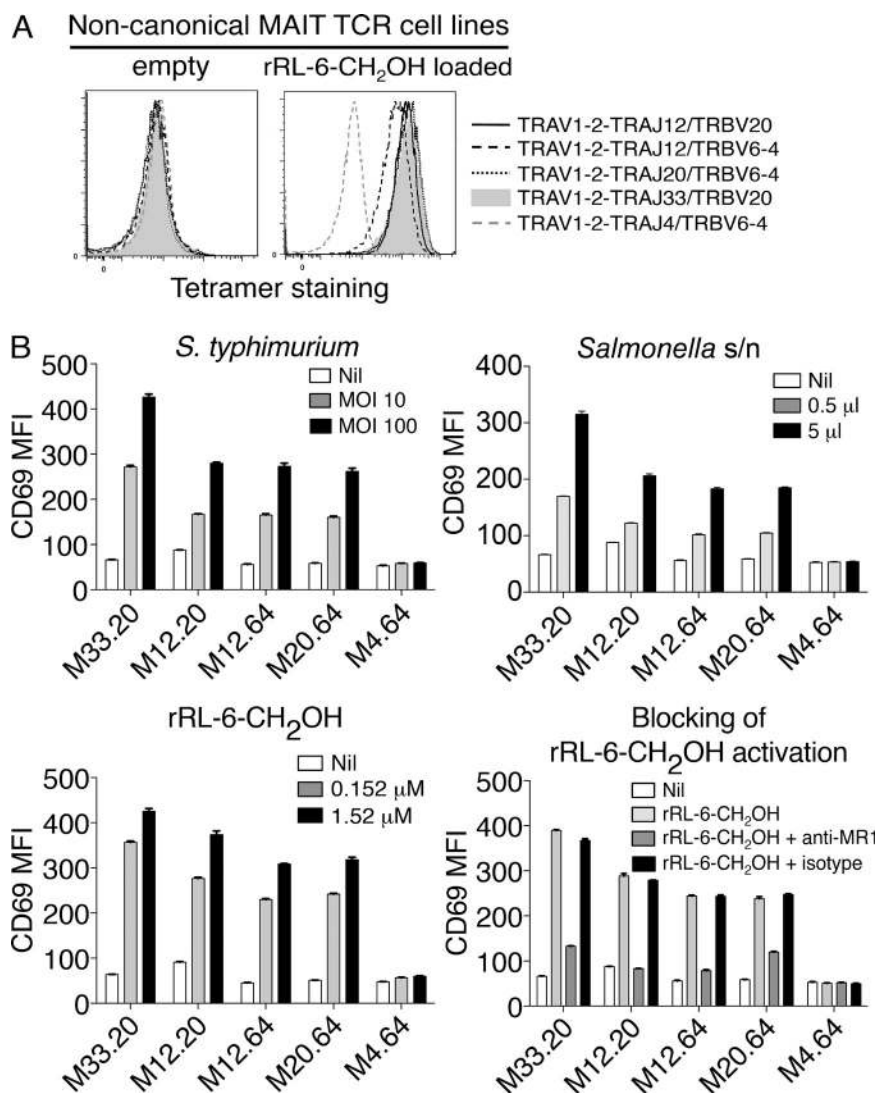 A
Non-canonical MAIT TCR cell lines
empty
rRL-6-CH₂OH loaded
TRAV1-2-TRAJ12/TRBV20
TRAV1-2-TRAJ12/TRBV6-4
TRAV1-2-TRAJ20/TRBV6-4
TRAV1-2-TRAJ33/TRBV20
TRAV1-2-TRAJ4/TRBV6-4
0
0
0
0
Tetramer staining
B
S. typhimurium
500
400
300
200
100
0
CD69 MFI
Nil
MOI 10
MOI 100
M33.20
M12.20
M12.64
M20.64
M4.64
Salmonella s/n
400
300
200
100
0
CD69 MFI
Nil
0.5 µl
5 µl
M33.20
M12.20
M12.64
M20.64
M4.64
rRL-6-CH₂OH
500
400
300
200
100
0
CD69 MFI
Nil
0.152 µM
1.52 µM
M33.20
M12.20
M12.64
M20.64
M4.64
Blocking of
rRL-6-CH₂OH activation
500
400
300
200
100
0
CD69 MFI
Nil
rRL-6-CH₂OH
rRL-6-CH₂OH + anti-MR1
rRL-6-CH₂OH + isotype
M33.20
M12.20
M12.64
M20.64
M4.64